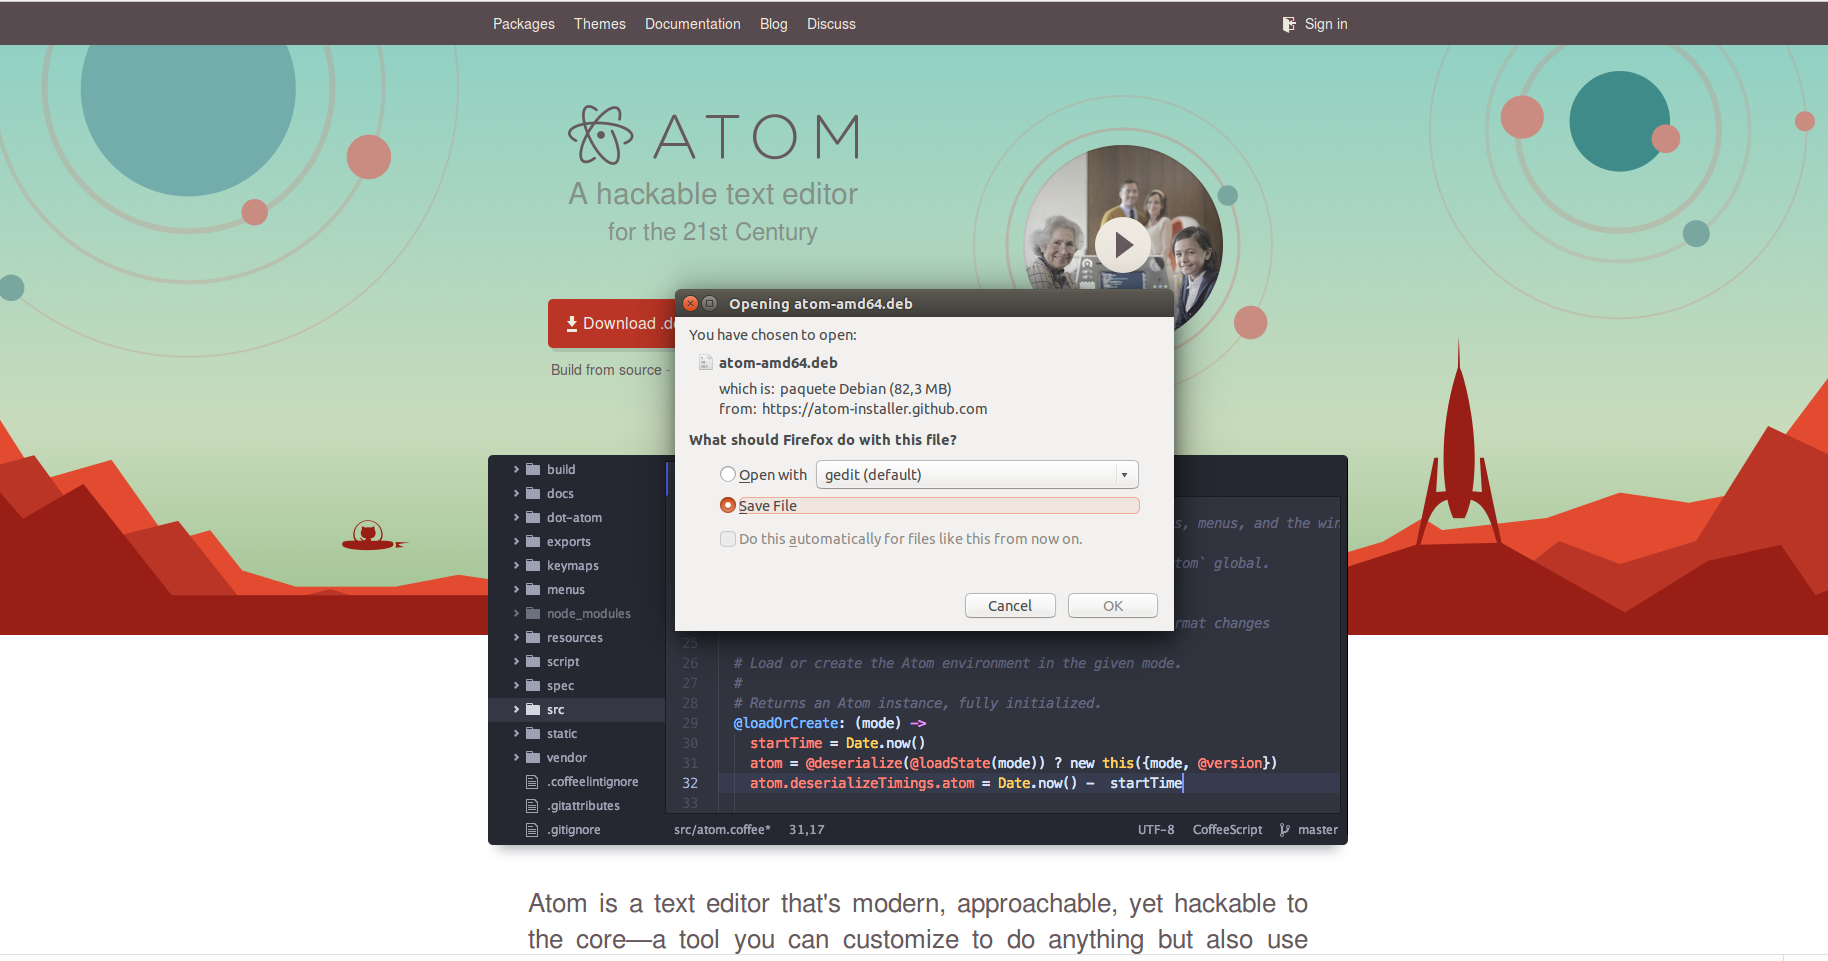 Packages Themes Documentation Blog Discuss Sign in
ATOM
A hackable text editor
for the 21st Century
Download
Build from source -
Opening atom-amd64.deb
You have chosen to open:
atom-amd64.deb
which is: paquete Debian (82,3 MB)
from: https://atom-installer.github.com
What should Firefox do with this file?
Open with gedit (default)
Save File
Do this automatically for files like this from now on.
Cancel OK
build
docs
dot-atom
exports
keymaps
menus
node_modules
resources
script
spec
src
static
vendor
.coffeelintignore
.gitattributes
.gitignore
s, menus, and the win
tom` global.
rmat changes
25
26 # Load or create the Atom environment in the given mode.
27 #
28 # Returns an Atom instance, fully initialized.
29 @loadOrCreate: (mode) ->
30 startTime = Date.now()
31 atom = @deserialize(@loadState(mode)) ? new this({mode, @version})
32 atom.deserializeTimings.atom = Date.now() - startTime
33
src/atom.coffee* 31,17 UTF-8 CoffeeScript master
Atom is a text editor that's modern, approachable, yet hackable to
the core—a tool you can customize to do anything but also use